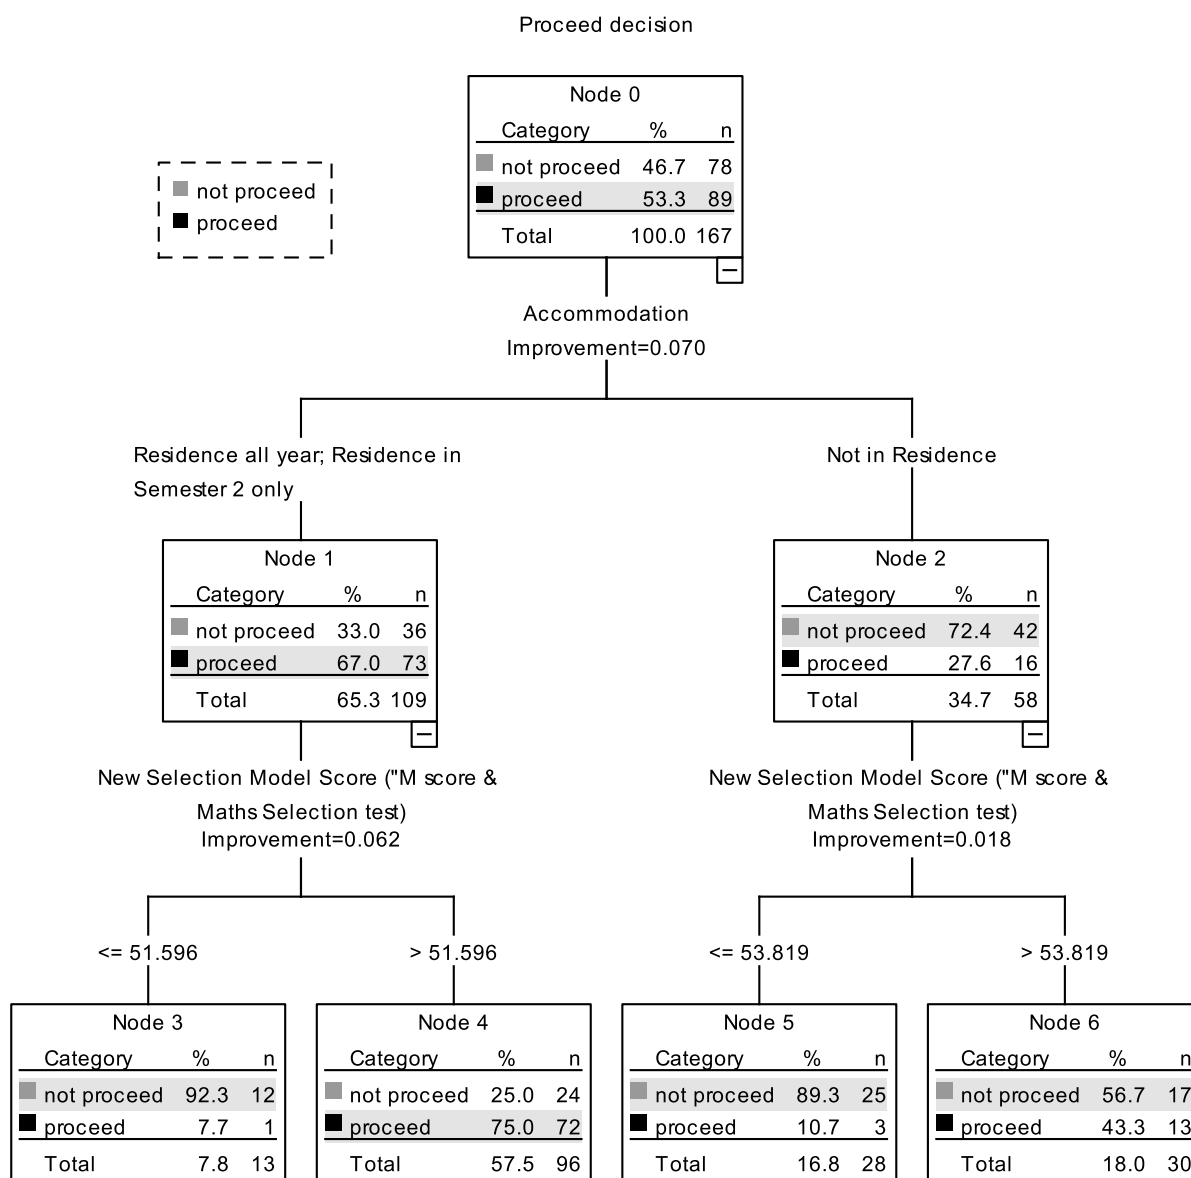 Proceed decision
Node 0
Category % n
not proceed 46.7 78
proceed 53.3 89
Total 100.0 167
not proceed
proceed
Accommodation
Improvement=0.070
Residence all year; Residence in
Semester 2 only
Not in Residence
Node 1
Category % n
not proceed 33.0 36
proceed 67.0 73
Total 65.3 109
Node 2
Category % n
not proceed 72.4 42
proceed 27.6 16
Total 34.7 58
New Selection Model Score ("M score &
Maths Selection test)
Improvement=0.062
New Selection Model Score ("M score &
Maths Selection test)
Improvement=0.018
<= 51.596
> 51.596
<= 53.819
> 53.819
Node 3
Category % n
not proceed 92.3 12
proceed 7.7 1
Total 7.8 13
Node 4
Category % n
not proceed 25.0 24
proceed 75.0 72
Total 57.5 96
Node 5
Category % n
not proceed 89.3 25
proceed 10.7 3
Total 16.8 28
Node 6
Category % n
not proceed 56.7 17
proceed 43.3 13
Total 18.0 30